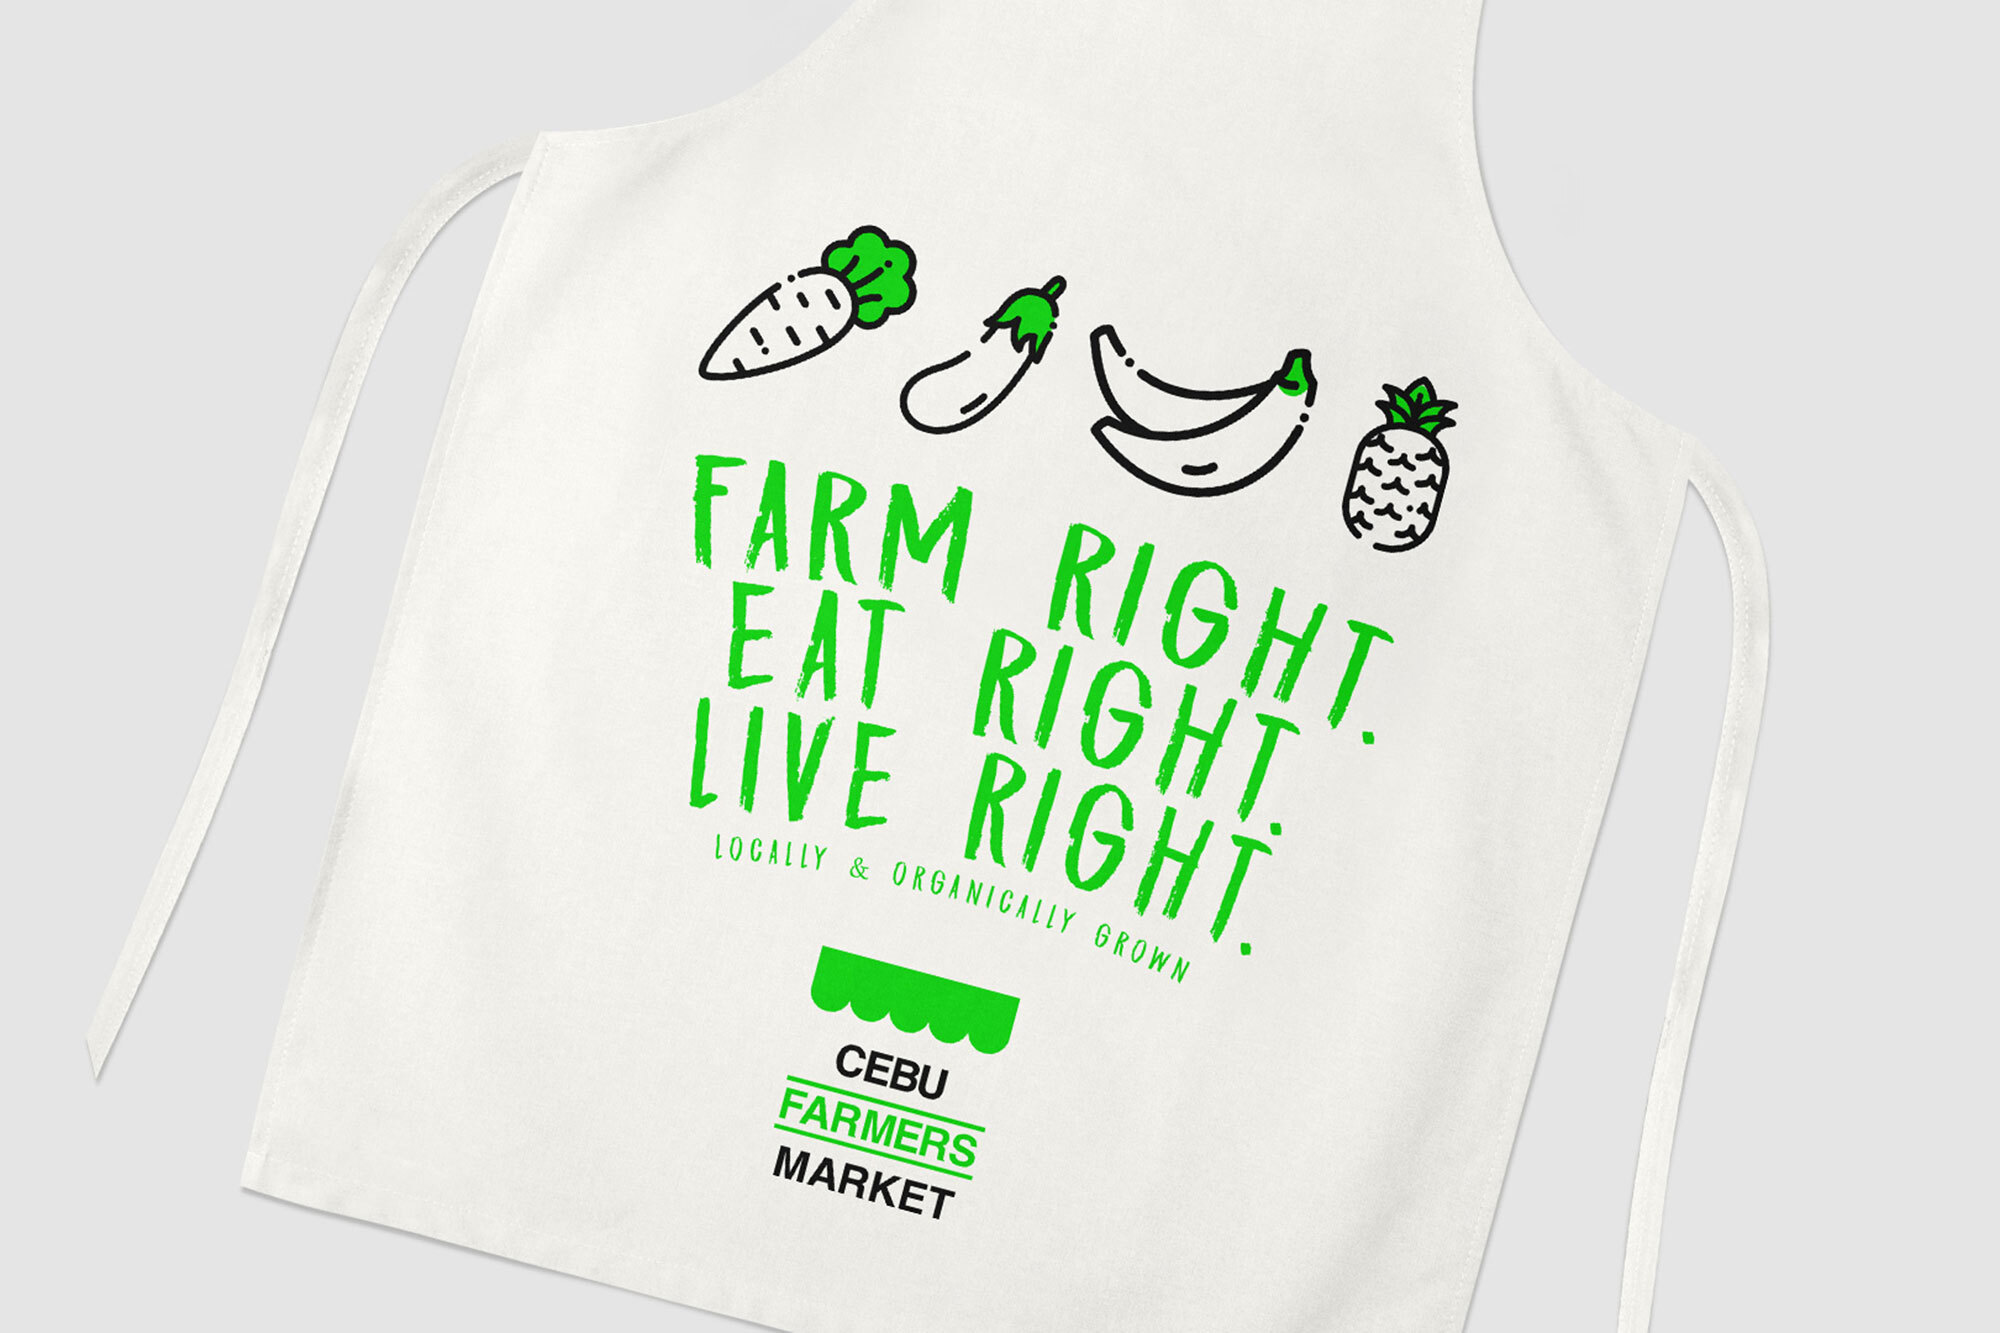 FARM RIGHT.
EAT RIGHT.
LIVE RIGHT.
LOCALLY & ORGANICALLY GROWN
CEBU
FARMERS
MARKET